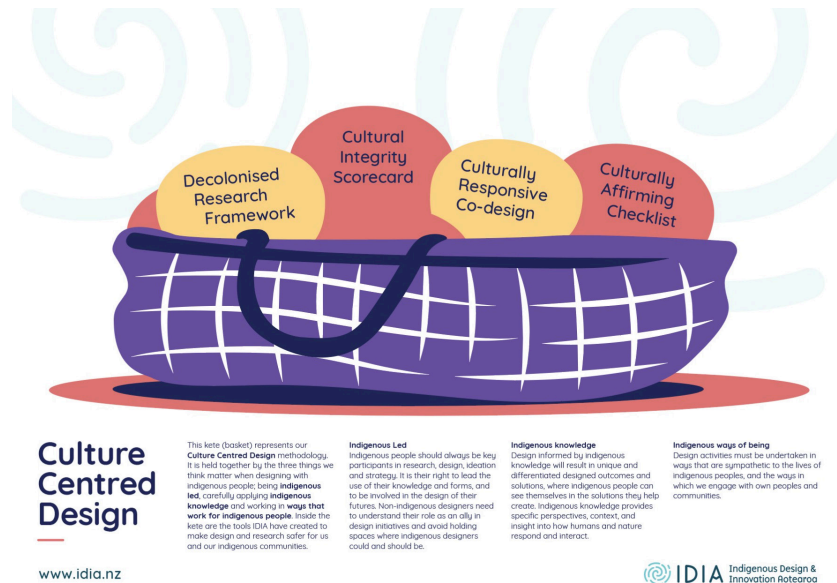 Decolonised
Research
Framework
Cultural
Integrity
Scorecard
Culturally
Responsive
Co-design
Culturally
Affirming
Checklist
Culture
Centred
Design
This kete (basket) represents our
Culture Centred Design methodology.
It is held together by the three things we
think matter when designing with
indigenous people; being indigenous
led, carefully applying indigenous
knowledge and working in ways that
work for indigenous people. Inside the
kete are the tools IDIA have created to
make design and research safer for us
and our indigenous communities.
Indigenous Led
Indigenous people should always be key
participants in research, design, ideation
and strategy. It is their right to lead the
use of their knowledge and forms, and
to be involved in the design of their
futures. Non-indigenous designers need
to understand their role as an ally in
design initiatives and avoid holding
spaces where indigenous designers
could and should be.
Indigenous knowledge
Design informed by indigenous
knowledge will result in unique and
differentiated designed outcomes and
solutions, where indigenous people can
see themselves in the solutions they help
create. Indigenous knowledge provides
specific perspectives, context, and
insight into how humans and nature
respond and interact.
Indigenous ways of being
Design activities must be undertaken in
ways that are sympathetic to the lives of
indigenous peoples, and the ways in
which we engage with own peoples and
communities.
www.idia.nz
IDIA
Indigenous Design &
Innovation Aotearoa